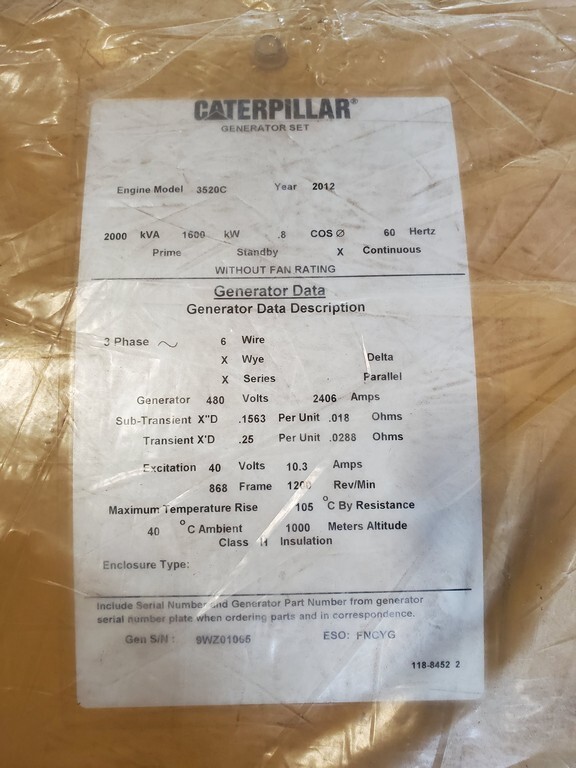 CATERPILLAR®
GENERATOR SET
Engine Model 3520C Year 2012
2000 kVA 1600 kW .8 COS Ø 60 Hertz
Prime Standby X Continuous
WITHOUT FAN RATING
Generator Data
Generator Data Description
3 Phase ~ 6 Wire
X Wye Delta
X Series Parallel
Generator 480 Volts 2406 Amps
Sub-Transient X"D .1563 Per Unit .018 Ohms
Transient X'D .25 Per Unit .0288 Ohms
Excitation 40 Volts 10.3 Amps
868 Frame 1200 Rev/Min
Maximum Temperature Rise 105 °C By Resistance
40 °C Ambient 1000 Meters Altitude
Class H Insulation
Enclosure Type:
Include Serial Number and Generator Part Number from generator
serial number plate when ordering parts and in correspondence.
Gen S/N : 9WZ01065 ESO: FNCYG
118-8452 2